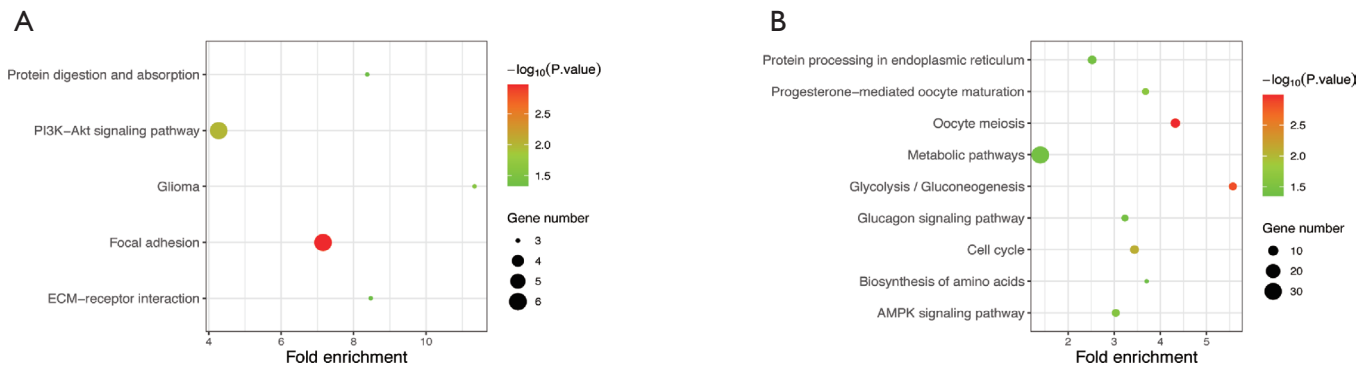 A
Protein digestion and absorption
PI3K−Akt signaling pathway
Glioma
Focal adhesion
ECM−receptor interaction
4 6 8 10
Fold enrichment
−log10(P.value)
2.5
2.0
1.5
Gene number
3
4
5
6
B
Protein processing in endoplasmic reticulum
Progesterone−mediated oocyte maturation
Oocyte meiosis
Metabolic pathways
Glycolysis / Gluconeogenesis
Glucagon signaling pathway
Cell cycle
Biosynthesis of amino acids
AMPK signaling pathway
2 3 4 5
Fold enrichment
−log10(P.value)
2.5
2.0
1.5
Gene number
10
20
30